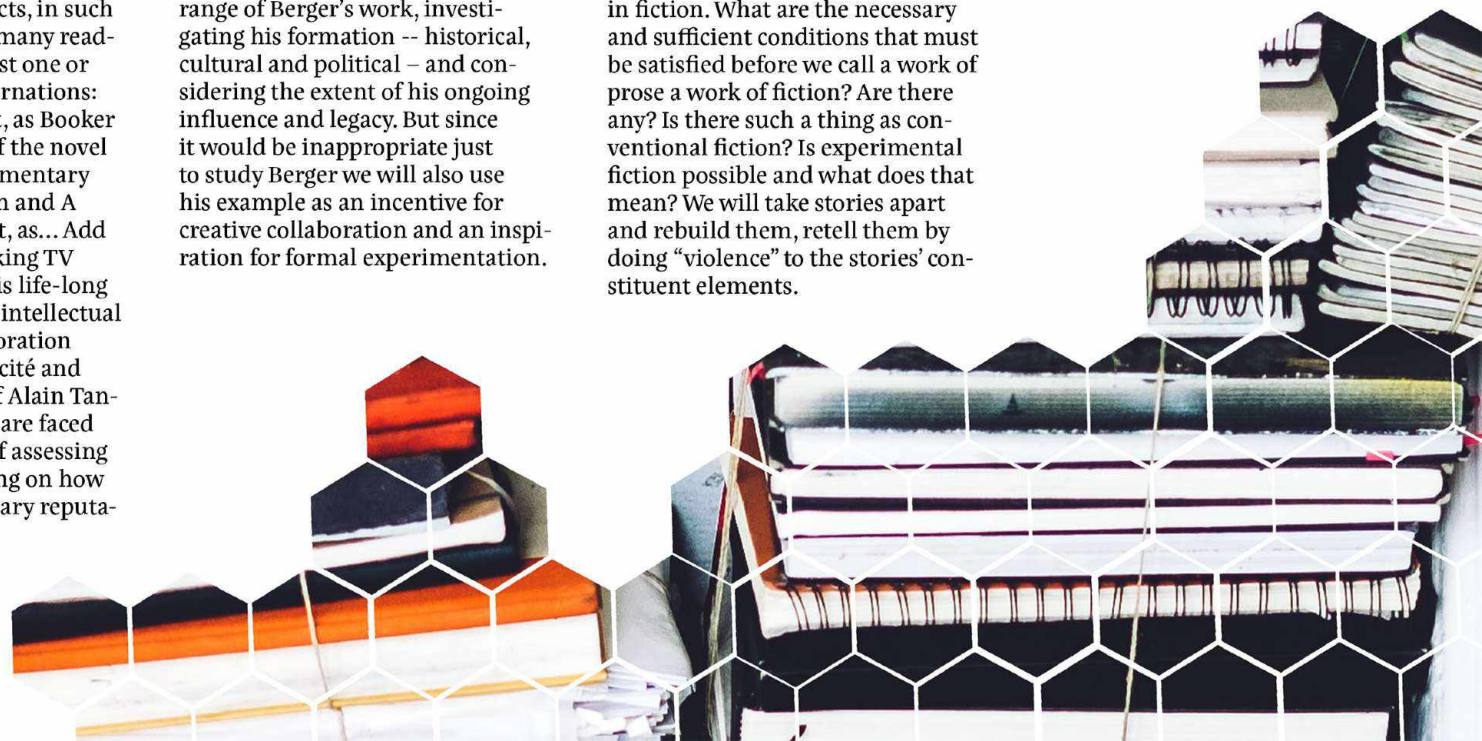 cts, in such
many read-
st one or
rnations:
, as Booker
f the novel
mentary
n and A
t, as... Add
king TV
is life-long
intellectual
oration
cité and
f Alain Tan-
are faced
f assessing
ng on how
ary reputa-
range of Berger's work, investi-
gating his formation -- historical,
cultural and political – and con-
sidering the extent of his ongoing
influence and legacy. But since
it would be inappropriate just
to study Berger we will also use
his example as an incentive for
creative collaboration and an inspi-
ration for formal experimentation.
in fiction. What are the necessary
and sufficient conditions that must
be satisfied before we call a work of
prose a work of fiction? Are there
any? Is there such a thing as con-
ventional fiction? Is experimental
fiction possible and what does that
mean? We will take stories apart
and rebuild them, retell them by
doing “violence” to the stories’ con-
stituent elements.